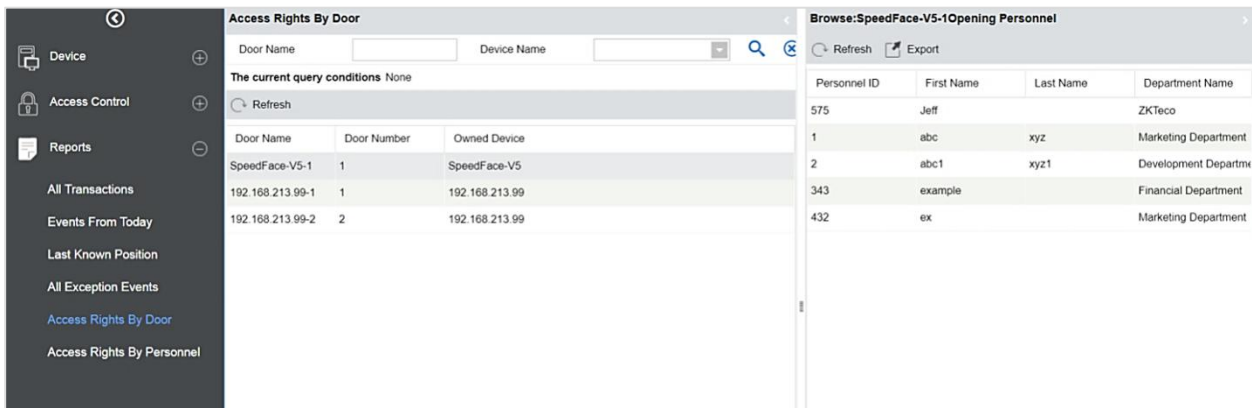 Device
Access Control
Reports
All Transactions
Events From Today
Last Known Position
All Exception Events
Access Rights By Door
Access Rights By Personnel
Access Rights By Door
Door Name Device Name
The current query conditions None
Refresh
Door Name Door Number Owned Device
SpeedFace-V5-1 1 SpeedFace-V5
192.168.213.99-1 1 192.168.213.99
192.168.213.99-2 2 192.168.213.99
Browse:SpeedFace-V5-1Opening Personnel
Refresh Export
Personnel ID First Name Last Name Department Name
575 Jeff ZKTeco
1 abc xyz Marketing Department
2 abc1 xyz1 Development Departme
343 example Financial Department
432 ex Marketing Department